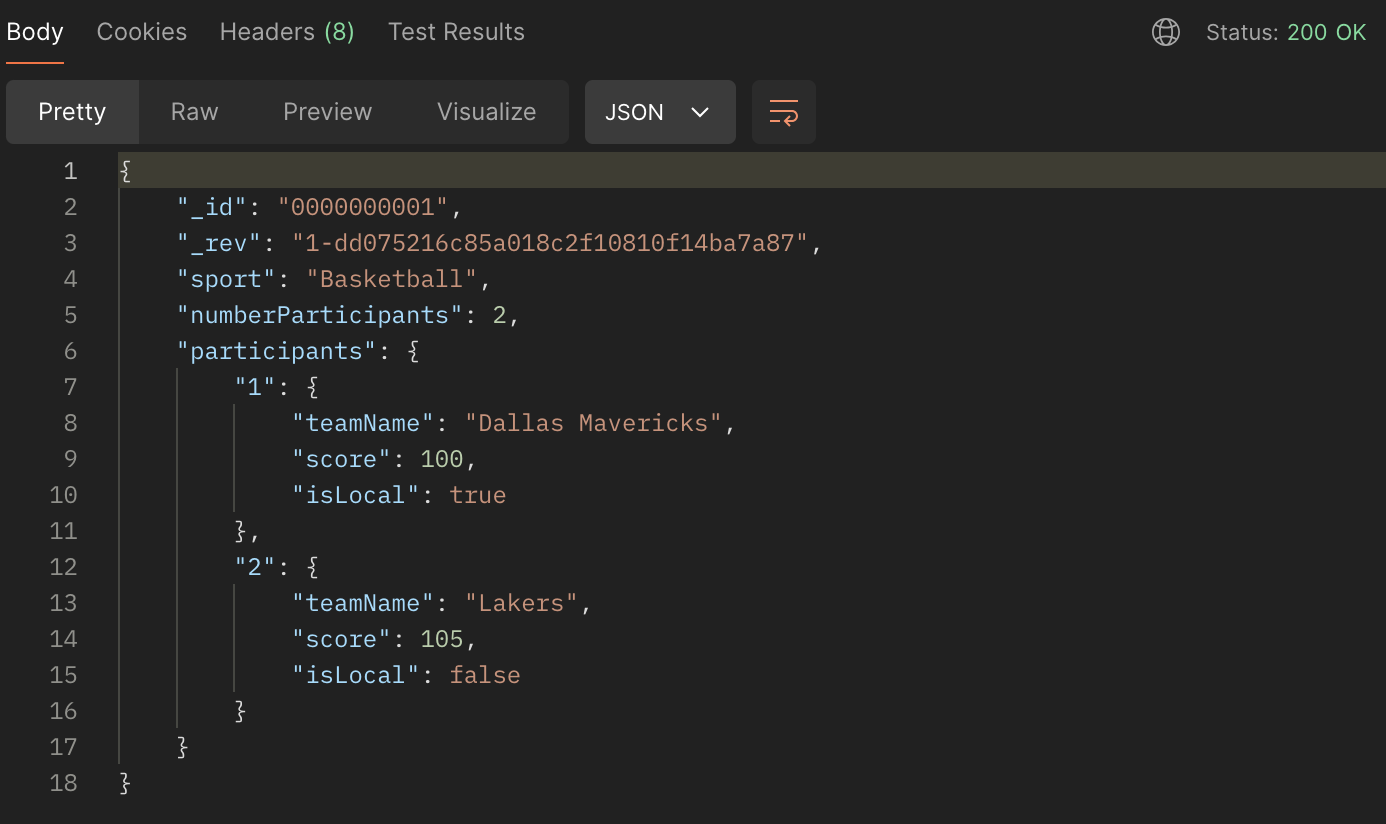 Body Cookies Headers (8) Test Results Status: 200 OK
Pretty Raw Preview Visualize JSON
1 {
2 "_id": "0000000001",
3 "_rev": "1-dd075216c85a018c2f10810f14ba7a87",
4 "sport": "Basketball",
5 "numberParticipants": 2,
6 "participants": {
7 "1": {
8 "teamName": "Dallas Mavericks",
9 "score": 100,
10 "isLocal": true
11 },
12 "2": {
13 "teamName": "Lakers",
14 "score": 105,
15 "isLocal": false
16 }
17 }
18 }